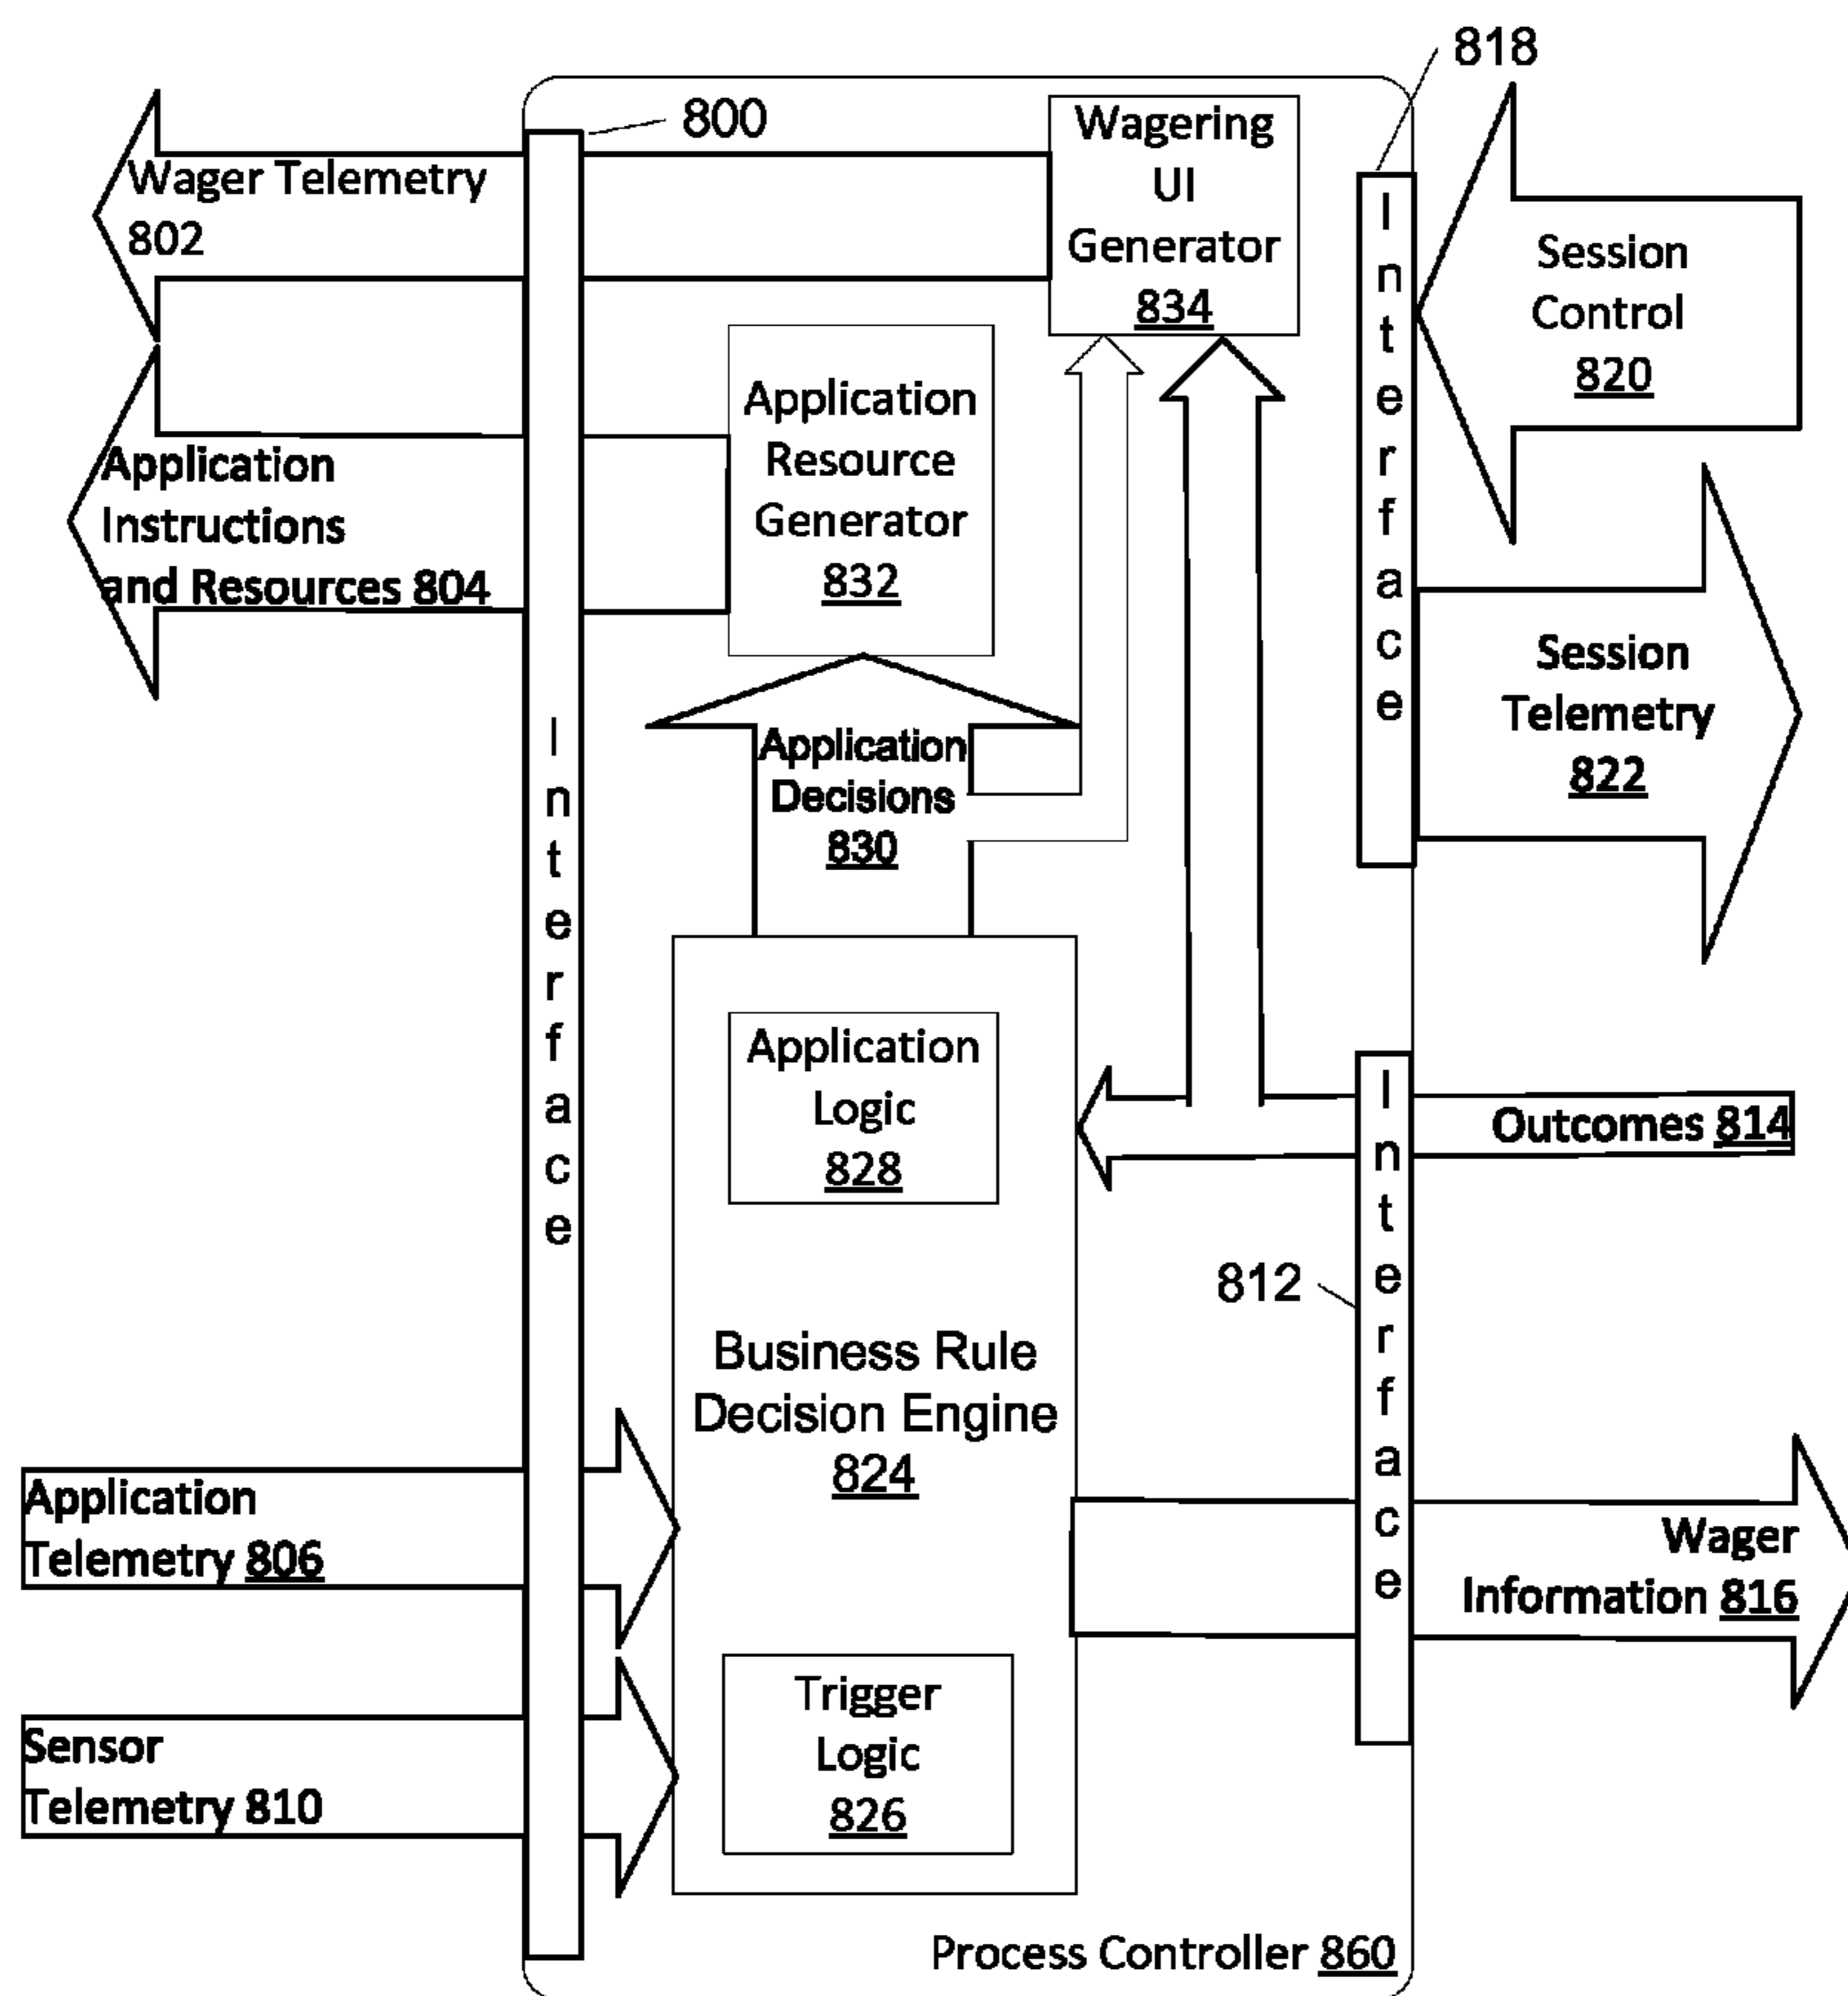 818
800
Wagering
UI
Generator
834
Wager Telemetry
802
Interface
Session
Control
820
Application
Resource
Generator
832
Application
Instructions
and Resources 804
Session
Telemetry
822
Interface
Application
Decisions
830
Application
Logic
828
Interface
Outcomes 814
812
Business Rule
Decision Engine
824
Application
Telemetry 806
Wager
Information 816
Trigger
Logic
826
Sensor
Telemetry 810
Process Controller 860